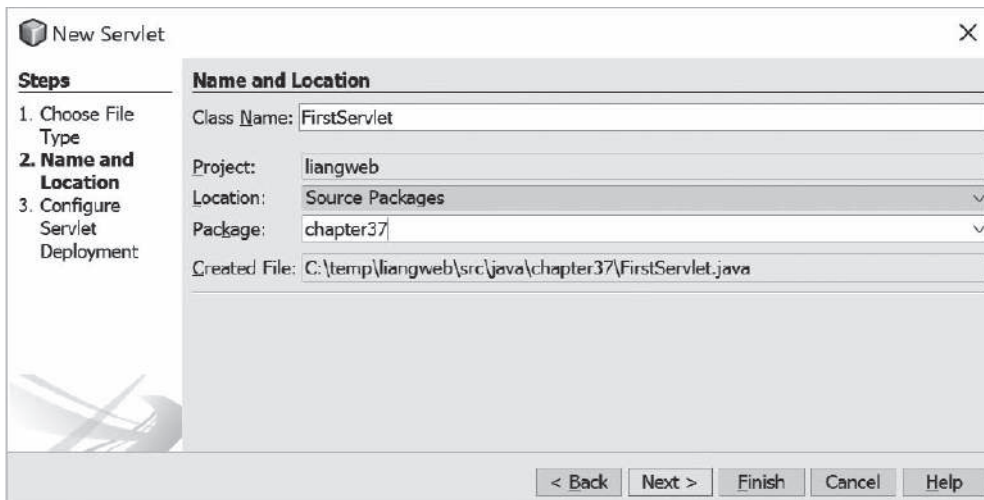 New Servlet
Steps
1. Choose File
Type
2. Name and
Location
3. Configure
Servlet
Deployment
Name and Location
Class Name: FirstServlet
Project: liangweb
Location: Source Packages
Package: chapter37
Created File: C:\temp\liangweb\src\java\chapter37\FirstServlet.java
< Back Next > Finish Cancel Help